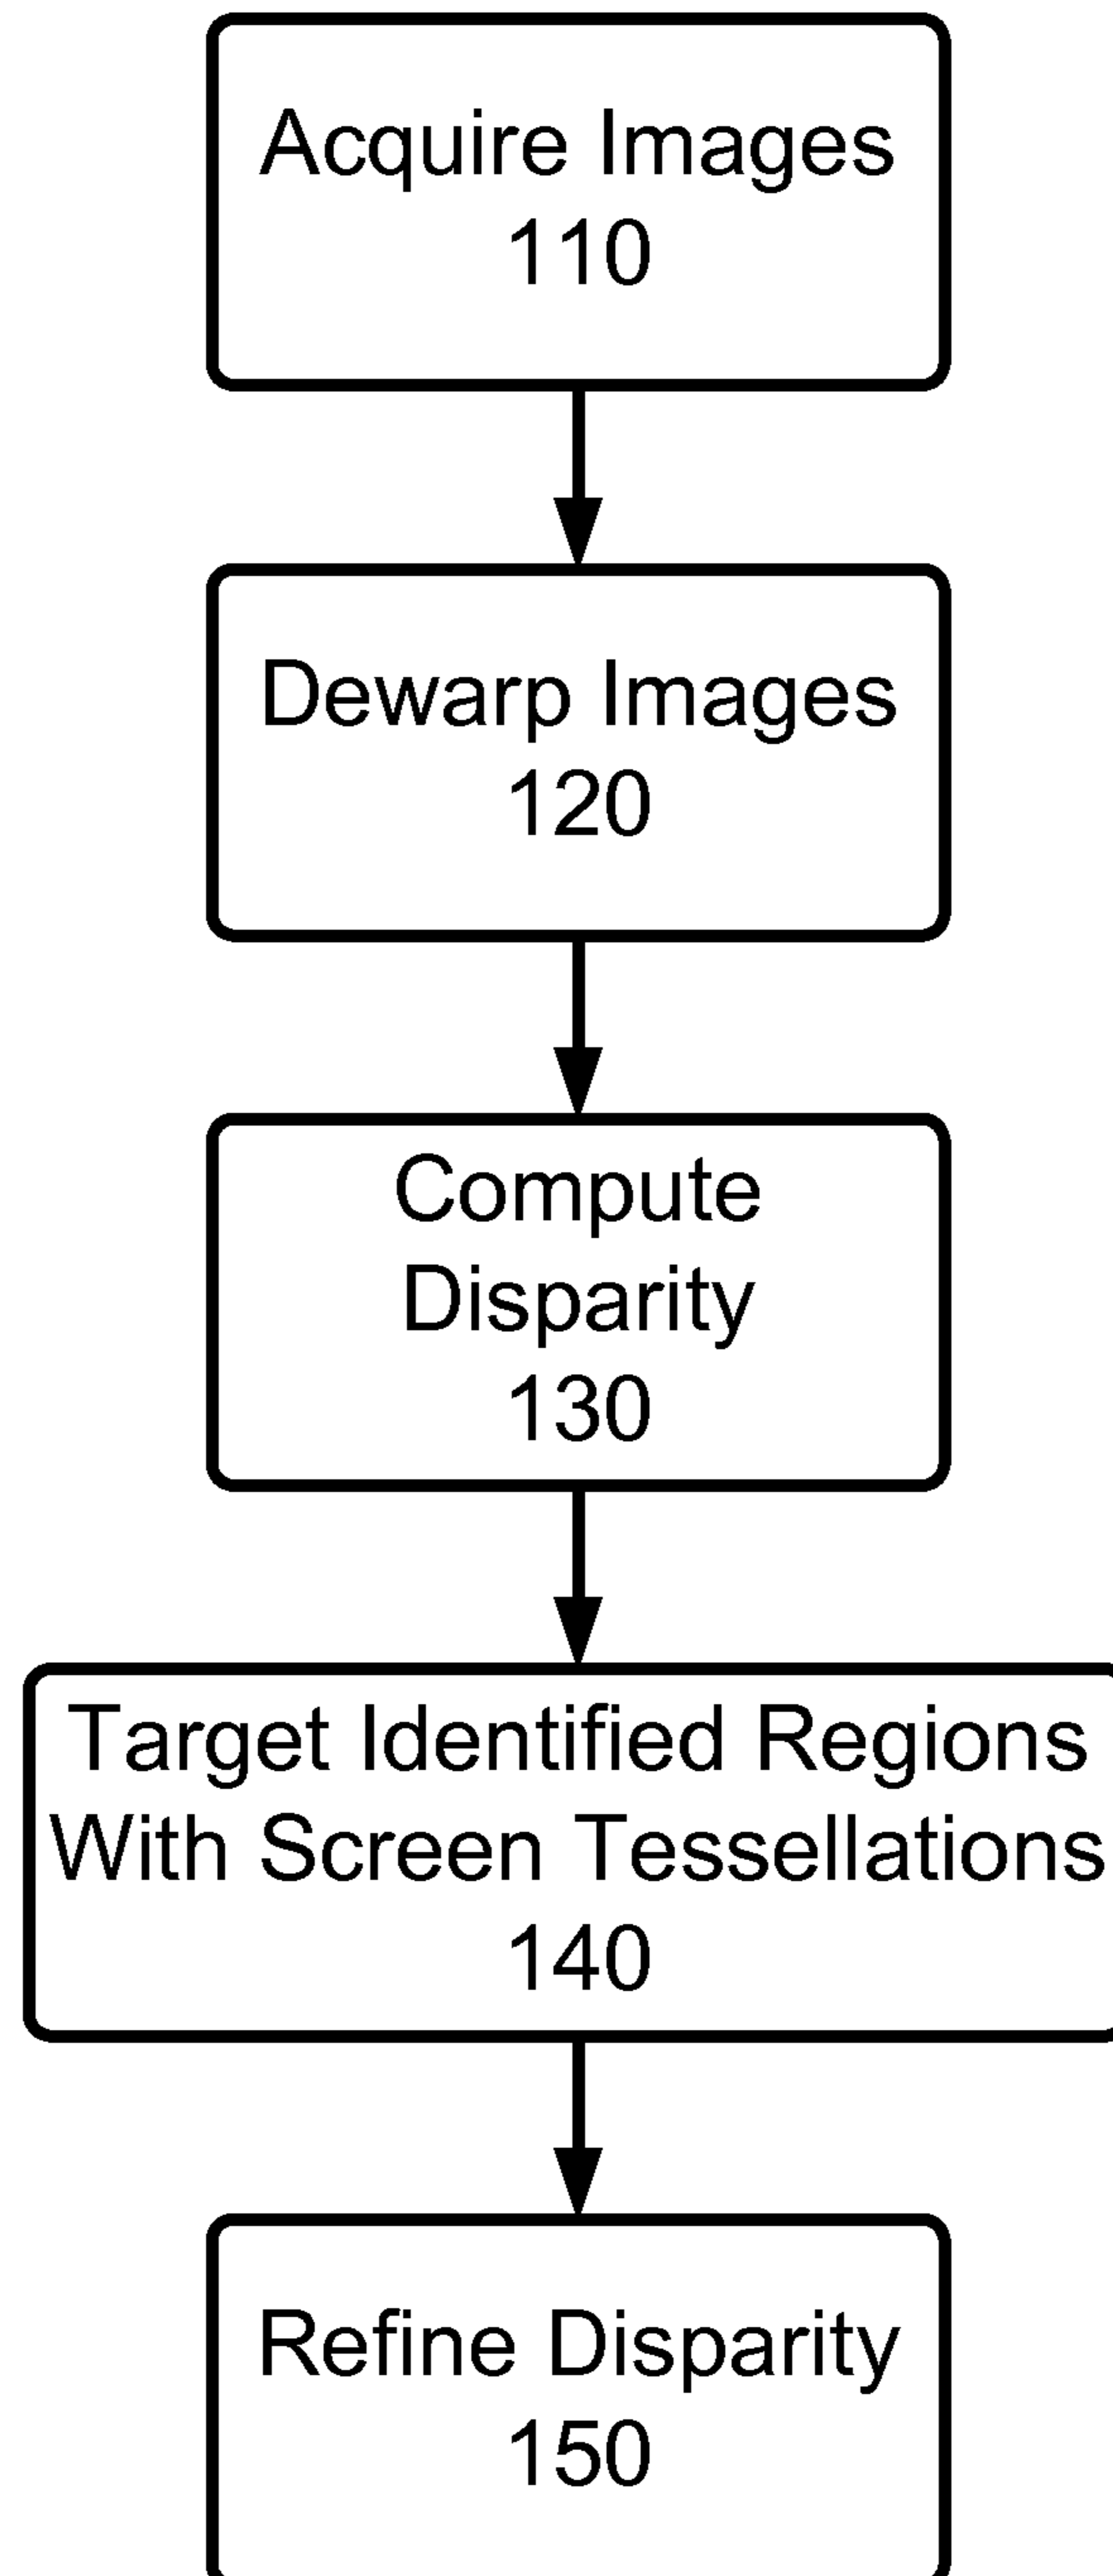 Acquire Images
110
Dewarp Images
120
Compute
Disparity
130
Target Identified Regions
With Screen Tessellations
140
Refine Disparity
150